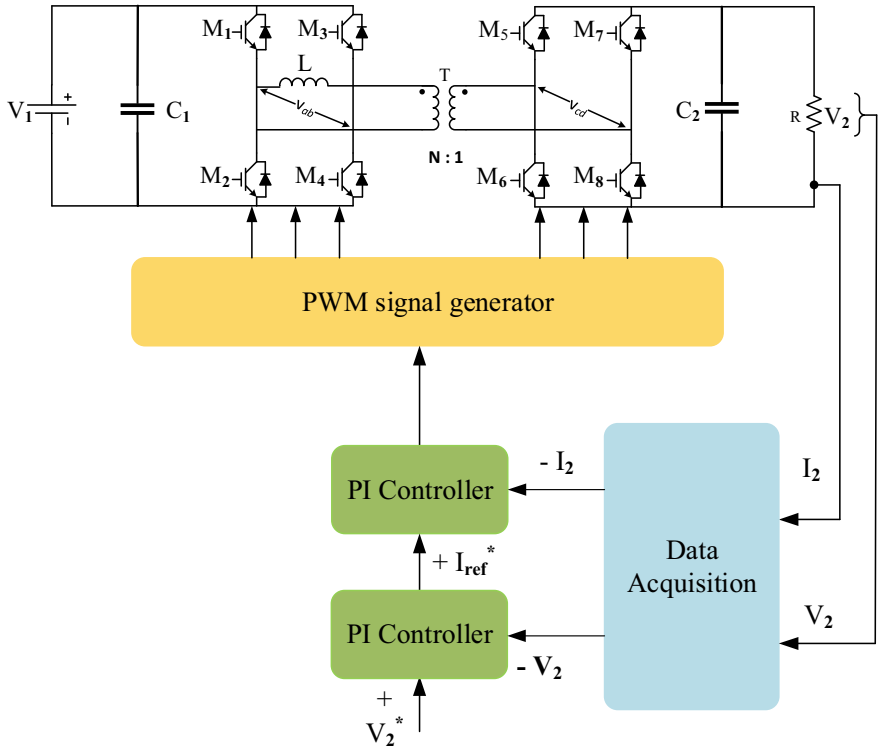 M1 M3 M5 M7
L
T
V1
+
-
C1
vab
vcd
C2
R
V2
N : 1
M2 M4 M6 M8
PWM signal generator
- I2
I2
PI Controller
+ Iref*
Data
Acquisition
PI Controller
V2
- V2
+
V2*